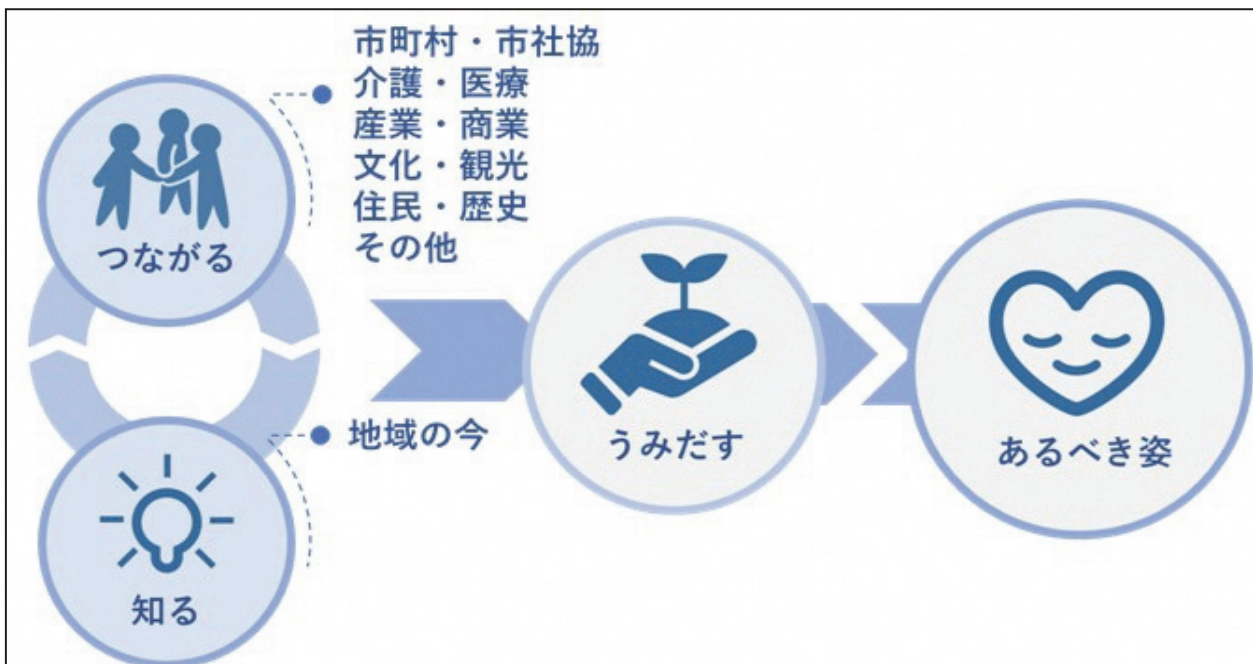 市町村・市社協
介護・医療
産業・商業
文化・観光
住民・歴史
その他
つながる
地域の今
知る
うみだす
あるべき姿